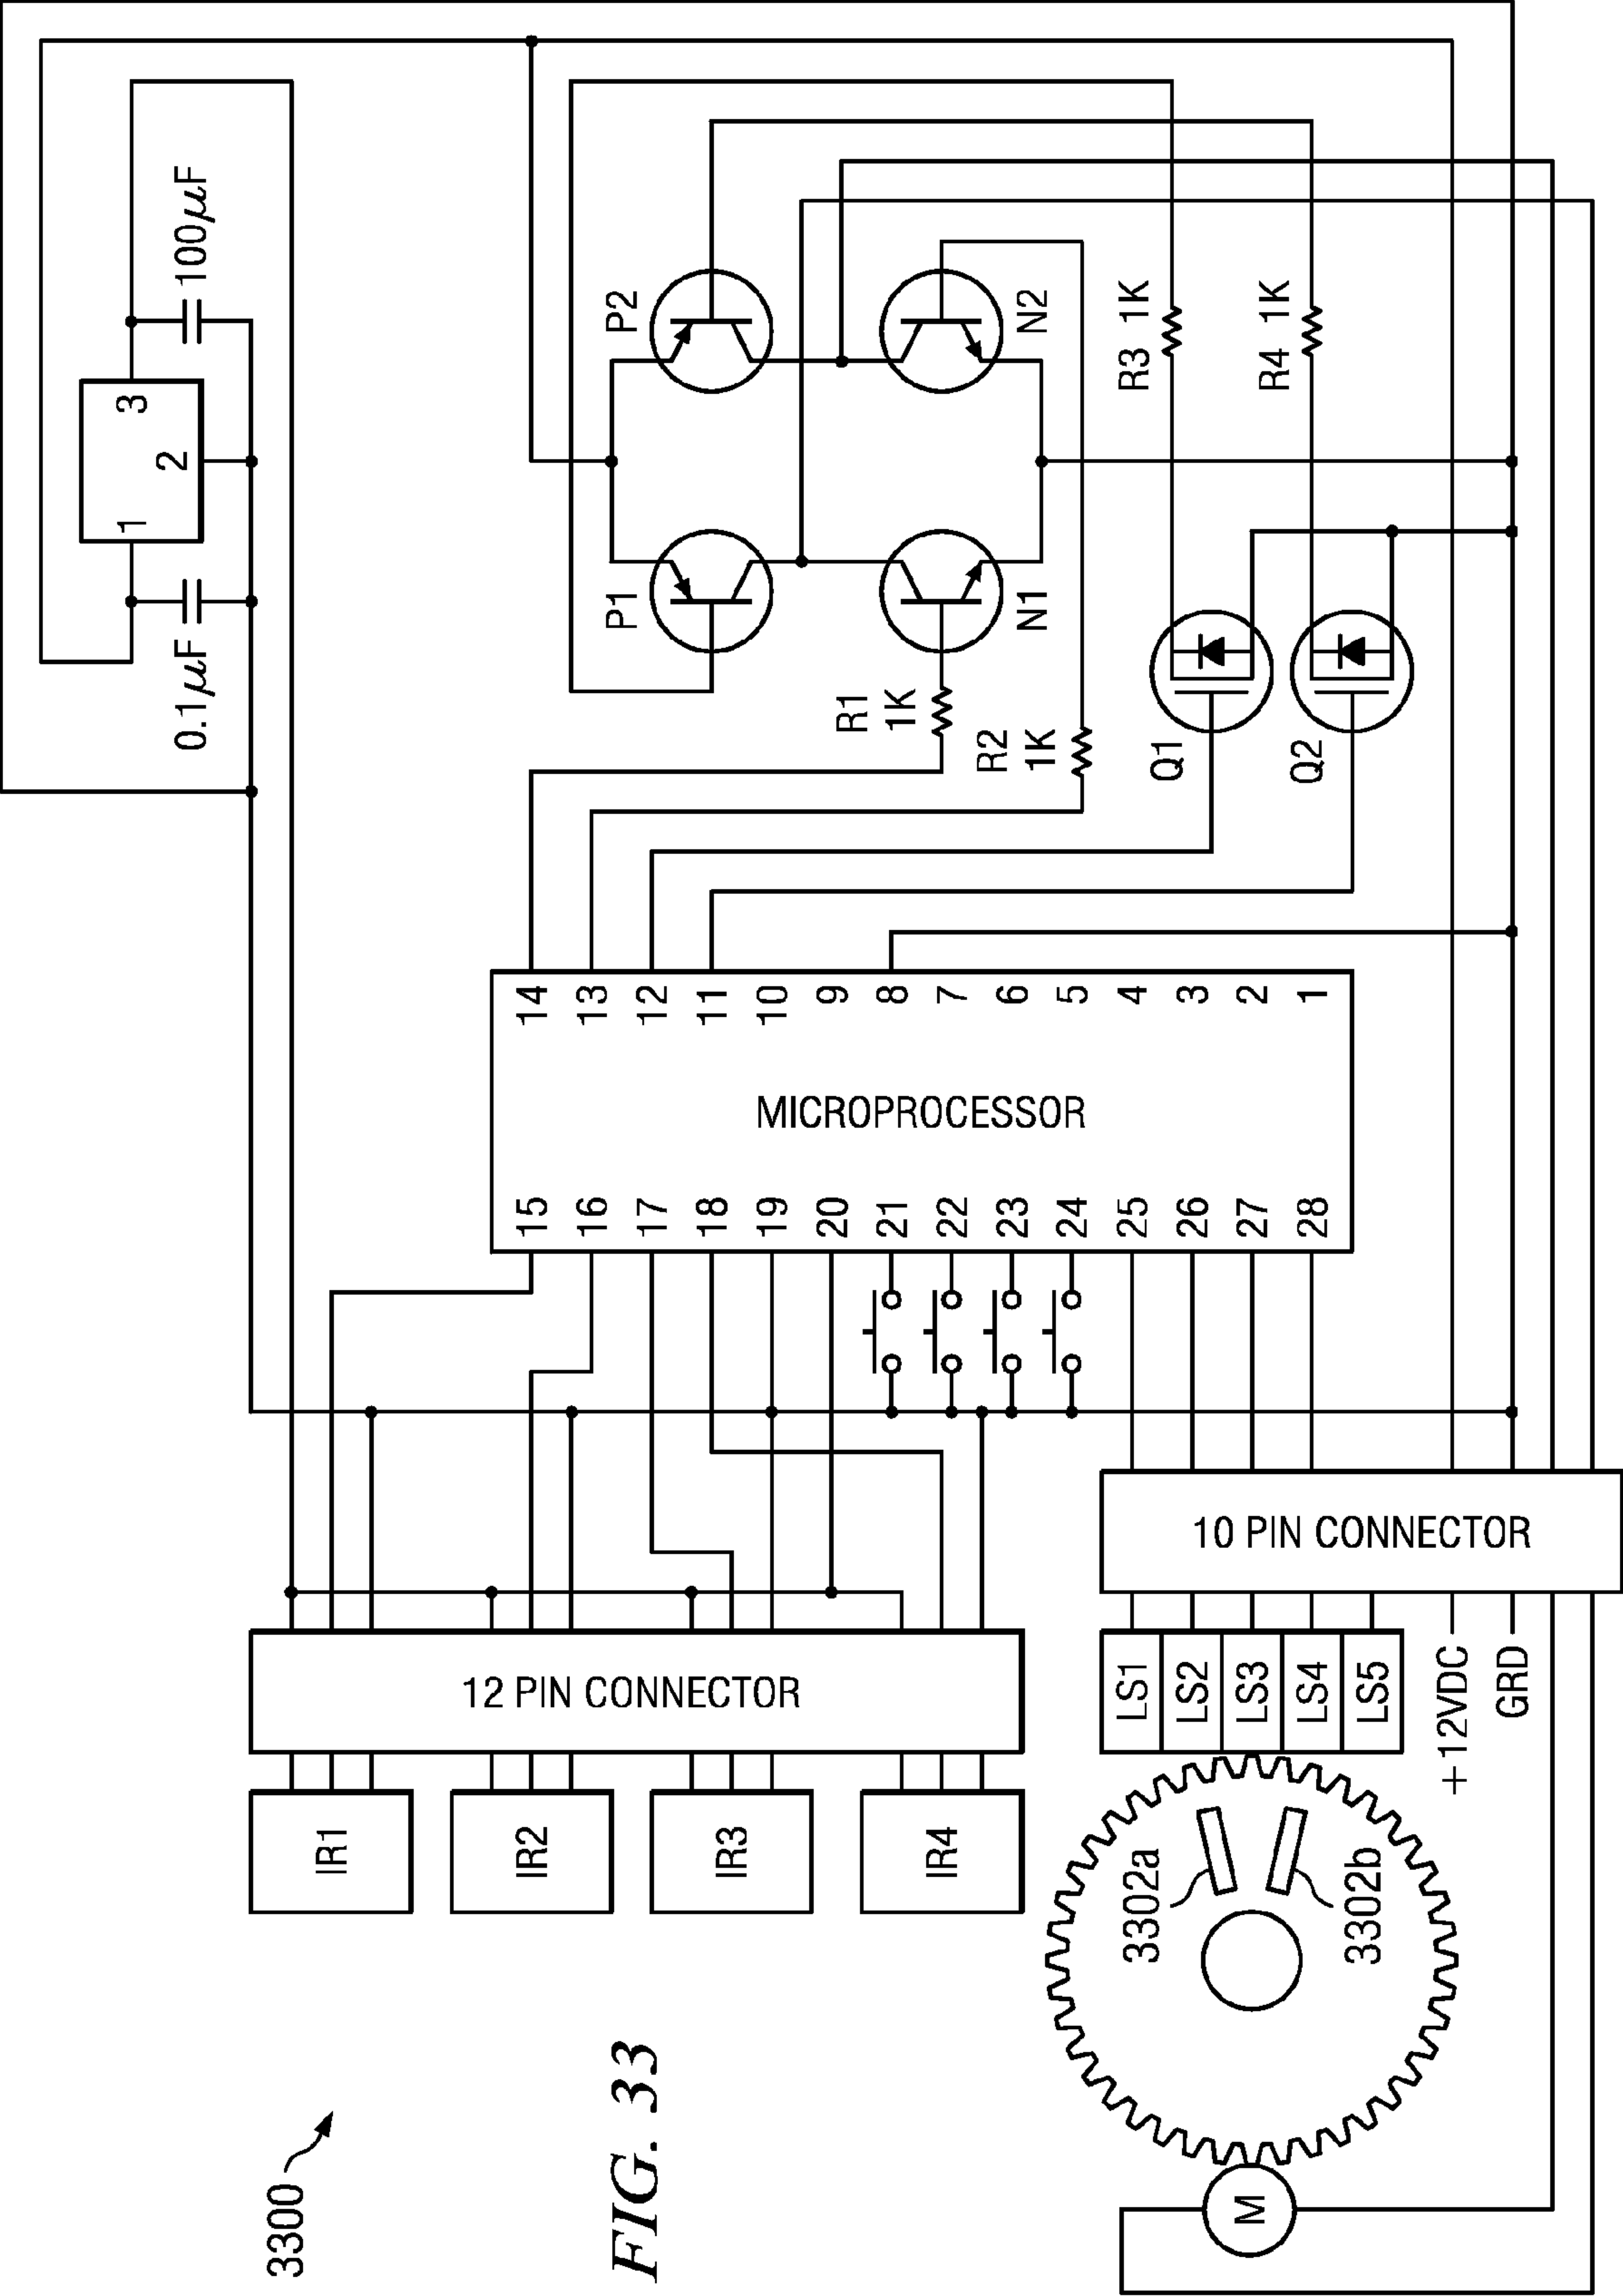 3300
FIG. 33
0.1μF
100μF
1
2
3
P1
P2
N1
N2
R1
1K
R2
1K
R3 1K
R4 1K
Q1
Q2
14
13
12
11
10
9
8
7
6
5
4
3
2
1
MICROPROCESSOR
15
16
17
18
19
20
21
22
23
24
25
26
27
28
12 PIN CONNECTOR
10 PIN CONNECTOR
IR1
IR2
IR3
IR4
LS1
LS2
LS3
LS4
LS5
+12VDC
GRD
3302a
3302b
M